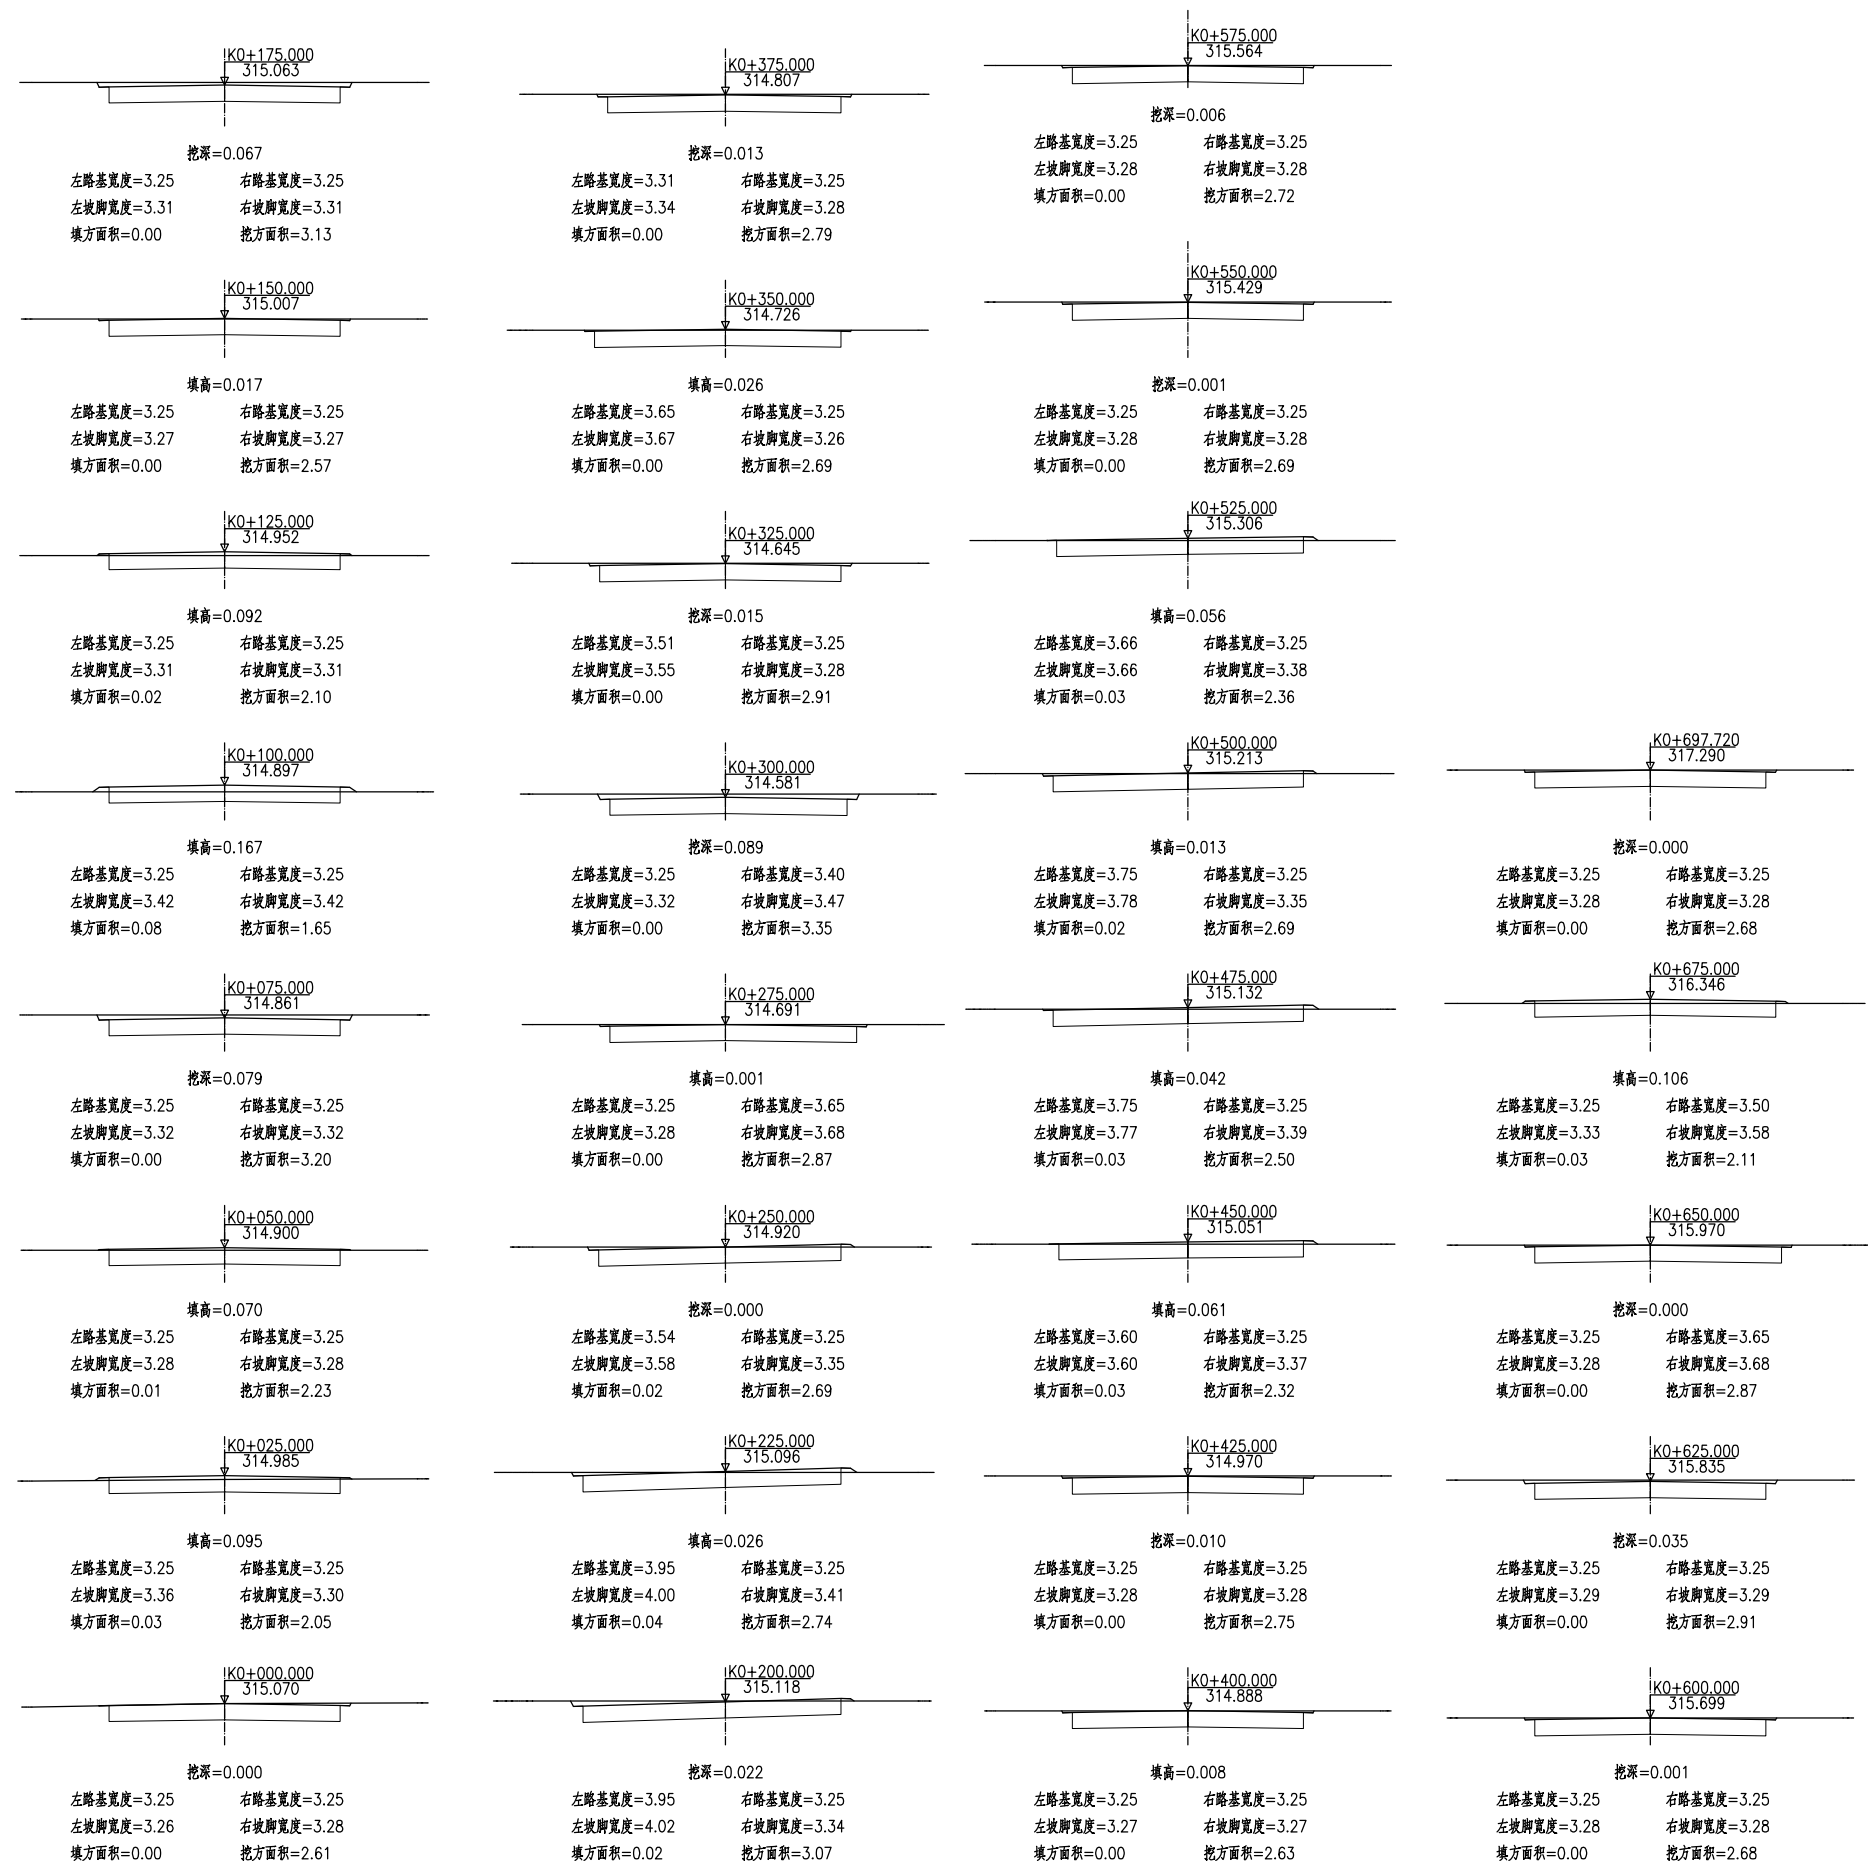 K0+175.000
315.063
挖深=0.067
左路基宽度=3.25 右路基宽度=3.25
左坡脚宽度=3.31 右坡脚宽度=3.31
填方面积=0.00 挖方面积=3.13
K0+150.000
315.007
填高=0.017
左路基宽度=3.25 右路基宽度=3.25
左坡脚宽度=3.27 右坡脚宽度=3.27
填方面积=0.00 挖方面积=2.57
K0+125.000
314.952
填高=0.092
左路基宽度=3.25 右路基宽度=3.25
左坡脚宽度=3.31 右坡脚宽度=3.31
填方面积=0.02 挖方面积=2.10
K0+100.000
314.897
填高=0.167
左路基宽度=3.25 右路基宽度=3.25
左坡脚宽度=3.42 右坡脚宽度=3.42
填方面积=0.08 挖方面积=1.65
K0+075.000
314.861
挖深=0.079
左路基宽度=3.25 右路基宽度=3.25
左坡脚宽度=3.32 右坡脚宽度=3.32
填方面积=0.00 挖方面积=3.20
K0+050.000
314.900
填高=0.070
左路基宽度=3.25 右路基宽度=3.25
左坡脚宽度=3.28 右坡脚宽度=3.28
填方面积=0.01 挖方面积=2.23
K0+025.000
314.985
填高=0.095
左路基宽度=3.25 右路基宽度=3.25
左坡脚宽度=3.36 右坡脚宽度=3.30
填方面积=0.03 挖方面积=2.05
K0+000.000
315.070
挖深=0.000
左路基宽度=3.25 右路基宽度=3.25
左坡脚宽度=3.26 右坡脚宽度=3.28
填方面积=0.00 挖方面积=2.61
K0+375.000
314.807
挖深=0.013
左路基宽度=3.31 右路基宽度=3.25
左坡脚宽度=3.34 右坡脚宽度=3.28
填方面积=0.00 挖方面积=2.79
K0+350.000
314.726
填高=0.026
左路基宽度=3.65 右路基宽度=3.25
左坡脚宽度=3.67 右坡脚宽度=3.26
填方面积=0.00 挖方面积=2.69
K0+325.000
314.645
挖深=0.015
左路基宽度=3.51 右路基宽度=3.25
左坡脚宽度=3.55 右坡脚宽度=3.28
填方面积=0.00 挖方面积=2.91
K0+300.000
314.581
挖深=0.089
左路基宽度=3.25 右路基宽度=3.40
左坡脚宽度=3.32 右坡脚宽度=3.47
填方面积=0.00 挖方面积=3.35
K0+275.000
314.691
填高=0.001
左路基宽度=3.25 右路基宽度=3.65
左坡脚宽度=3.28 右坡脚宽度=3.68
填方面积=0.00 挖方面积=2.87
K0+250.000
314.920
挖深=0.000
左路基宽度=3.54 右路基宽度=3.25
左坡脚宽度=3.58 右坡脚宽度=3.35
填方面积=0.02 挖方面积=2.69
K0+225.000
315.096
填高=0.026
左路基宽度=3.95 右路基宽度=3.25
左坡脚宽度=4.00 右坡脚宽度=3.41
填方面积=0.04 挖方面积=2.74
K0+200.000
315.118
挖深=0.022
左路基宽度=3.95 右路基宽度=3.25
左坡脚宽度=4.02 右坡脚宽度=3.34
填方面积=0.02 挖方面积=3.07
K0+575.000
315.564
挖深=0.006
左路基宽度=3.25 右路基宽度=3.25
左坡脚宽度=3.28 右坡脚宽度=3.28
填方面积=0.00 挖方面积=2.72
K0+550.000
315.429
挖深=0.001
左路基宽度=3.25 右路基宽度=3.25
左坡脚宽度=3.28 右坡脚宽度=3.28
填方面积=0.00 挖方面积=2.69
K0+525.000
315.306
填高=0.056
左路基宽度=3.66 右路基宽度=3.25
左坡脚宽度=3.66 右坡脚宽度=3.38
填方面积=0.03 挖方面积=2.36
K0+500.000
315.213
填高=0.013
左路基宽度=3.75 右路基宽度=3.25
左坡脚宽度=3.78 右坡脚宽度=3.35
填方面积=0.02 挖方面积=2.69
K0+475.000
315.132
填高=0.042
左路基宽度=3.75 右路基宽度=3.25
左坡脚宽度=3.77 右坡脚宽度=3.39
填方面积=0.03 挖方面积=2.50
K0+450.000
315.051
填高=0.061
左路基宽度=3.60 右路基宽度=3.25
左坡脚宽度=3.60 右坡脚宽度=3.37
填方面积=0.03 挖方面积=2.32
K0+425.000
314.970
挖深=0.010
左路基宽度=3.25 右路基宽度=3.25
左坡脚宽度=3.28 右坡脚宽度=3.28
填方面积=0.00 挖方面积=2.75
K0+400.000
314.888
填高=0.008
左路基宽度=3.25 右路基宽度=3.25
左坡脚宽度=3.27 右坡脚宽度=3.27
填方面积=0.00 挖方面积=2.63
K0+697.720
317.290
挖深=0.000
左路基宽度=3.25 右路基宽度=3.25
左坡脚宽度=3.28 右坡脚宽度=3.28
填方面积=0.00 挖方面积=2.68
K0+675.000
316.346
填高=0.106
左路基宽度=3.25 右路基宽度=3.50
左坡脚宽度=3.33 右坡脚宽度=3.58
填方面积=0.03 挖方面积=2.11
K0+650.000
315.970
挖深=0.000
左路基宽度=3.25 右路基宽度=3.65
左坡脚宽度=3.28 右坡脚宽度=3.68
填方面积=0.00 挖方面积=2.87
K0+625.000
315.835
挖深=0.035
左路基宽度=3.25 右路基宽度=3.25
左坡脚宽度=3.29 右坡脚宽度=3.29
填方面积=0.00 挖方面积=2.91
K0+600.000
315.699
挖深=0.001
左路基宽度=3.25 右路基宽度=3.25
左坡脚宽度=3.28 右坡脚宽度=3.28
填方面积=0.00 挖方面积=2.68